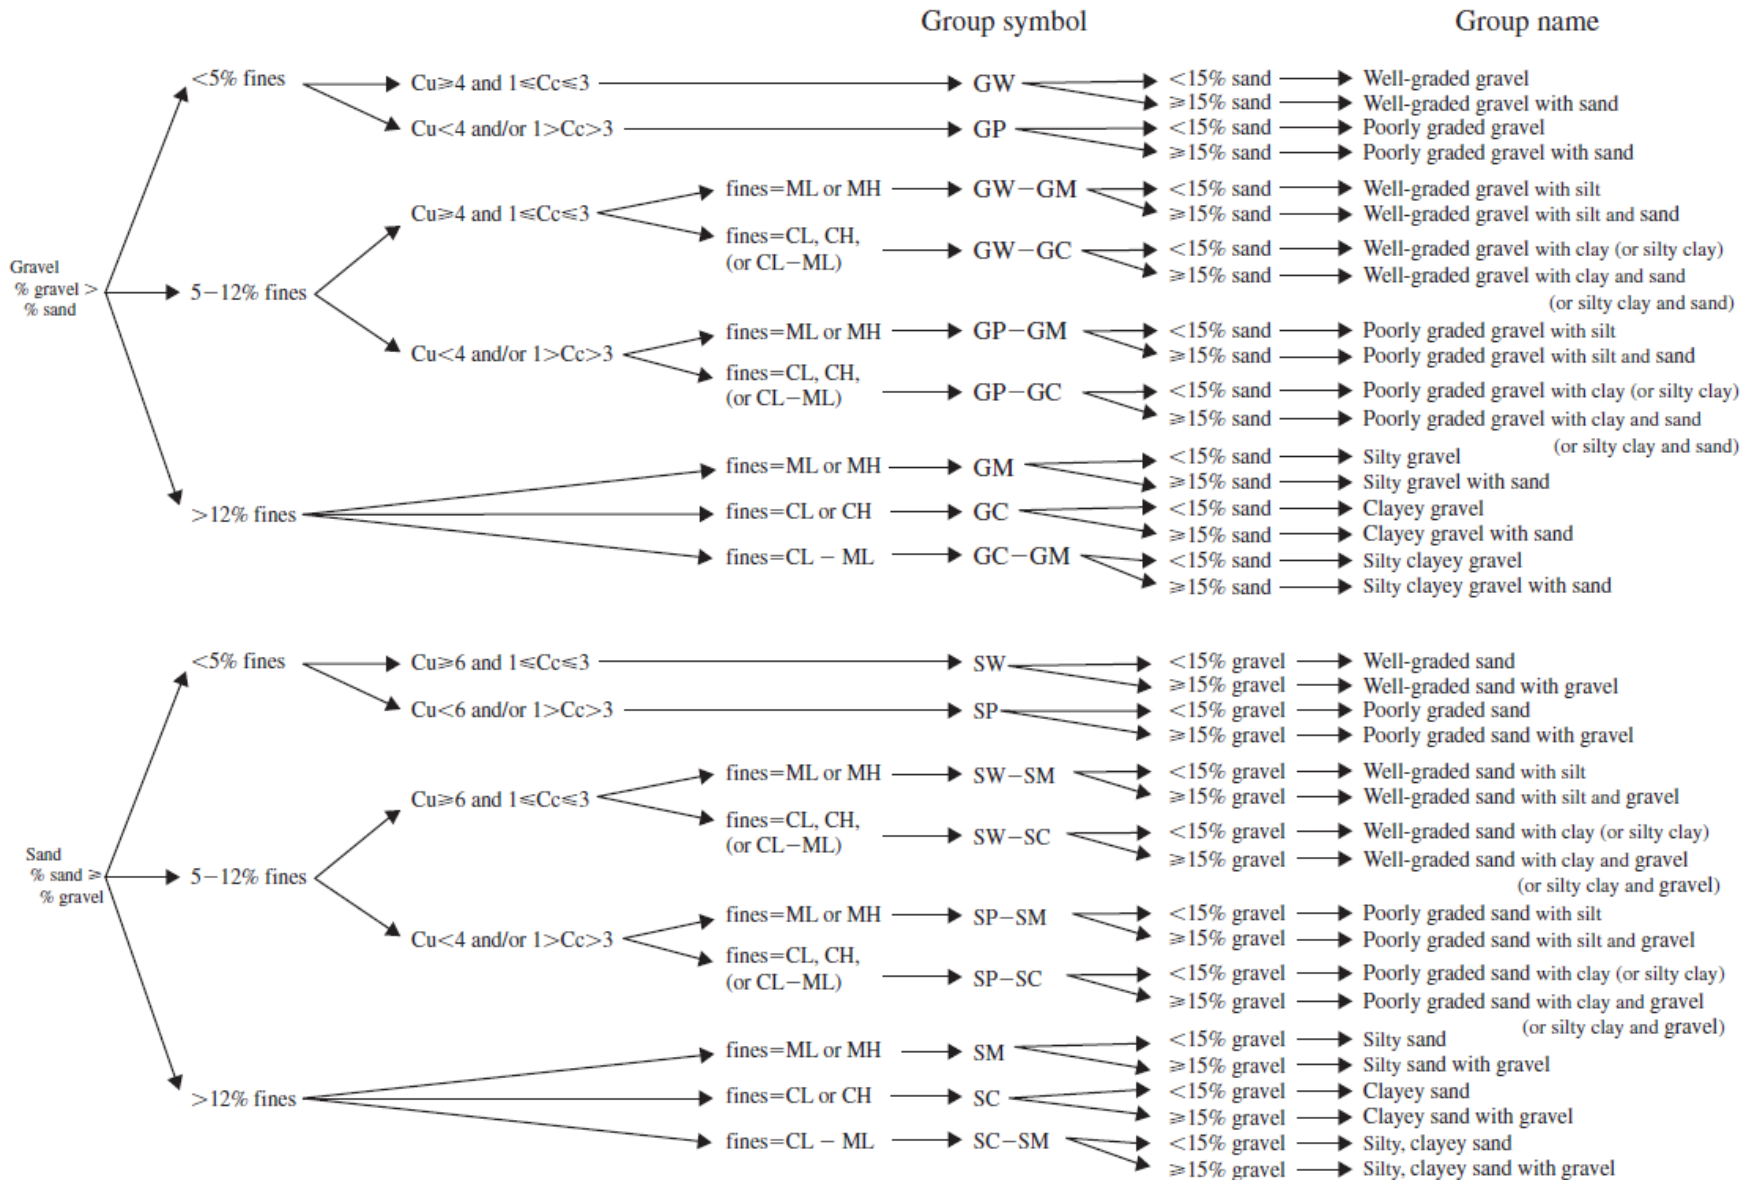 Group symbol Group name
<5% fines Cu≥4 and 1≤Cc≤3 GW <15% sand Well-graded gravel
≥15% sand Well-graded gravel with sand
Cu<4 and/or 1>Cc>3 GP <15% sand Poorly graded gravel
≥15% sand Poorly graded gravel with sand
fines=ML or MH GW−GM <15% sand Well-graded gravel with silt
Cu≥4 and 1≤Cc≤3 ≥15% sand Well-graded gravel with silt and sand
fines=CL, CH,
(or CL−ML) GW−GC <15% sand Well-graded gravel with clay (or silty clay)
Gravel
% gravel >
% sand
5−12% fines ≥15% sand Well-graded gravel with clay and sand
(or silty clay and sand)
fines=ML or MH GP−GM <15% sand Poorly graded gravel with silt
Cu<4 and/or 1>Cc>3 ≥15% sand Poorly graded gravel with silt and sand
fines=CL, CH,
(or CL−ML) GP−GC <15% sand Poorly graded gravel with clay (or silty clay)
≥15% sand Poorly graded gravel with clay and sand
(or silty clay and sand)
fines=ML or MH GM <15% sand Silty gravel
≥15% sand Silty gravel with sand
>12% fines fines=CL or CH GC <15% sand Clayey gravel
≥15% sand Clayey gravel with sand
fines=CL − ML GC−GM <15% sand Silty clayey gravel
≥15% sand Silty clayey gravel with sand
<5% fines Cu≥6 and 1≤Cc≤3 SW <15% gravel Well-graded sand
≥15% gravel Well-graded sand with gravel
Cu<6 and/or 1>Cc>3 SP <15% gravel Poorly graded sand
≥15% gravel Poorly graded sand with gravel
fines=ML or MH SW−SM <15% gravel Well-graded sand with silt
Cu≥6 and 1≤Cc≤3 ≥15% gravel Well-graded sand with silt and gravel
fines=CL, CH,
(or CL−ML) SW−SC <15% gravel Well-graded sand with clay (or silty clay)
Sand
% sand ≥
% gravel
5−12% fines ≥15% gravel Well-graded sand with clay and gravel
(or silty clay and gravel)
fines=ML or MH SP−SM <15% gravel Poorly graded sand with silt
Cu<4 and/or 1>Cc>3 ≥15% gravel Poorly graded sand with silt and gravel
fines=CL, CH,
(or CL−ML) SP−SC <15% gravel Poorly graded sand with clay (or silty clay)
≥15% gravel Poorly graded sand with clay and gravel
(or silty clay and gravel)
fines=ML or MH SM <15% gravel Silty sand
≥15% gravel Silty sand with gravel
>12% fines fines=CL or CH SC <15% gravel Clayey sand
≥15% gravel Clayey sand with gravel
fines=CL − ML SC−SM <15% gravel Silty, clayey sand
≥15% gravel Silty, clayey sand with gravel